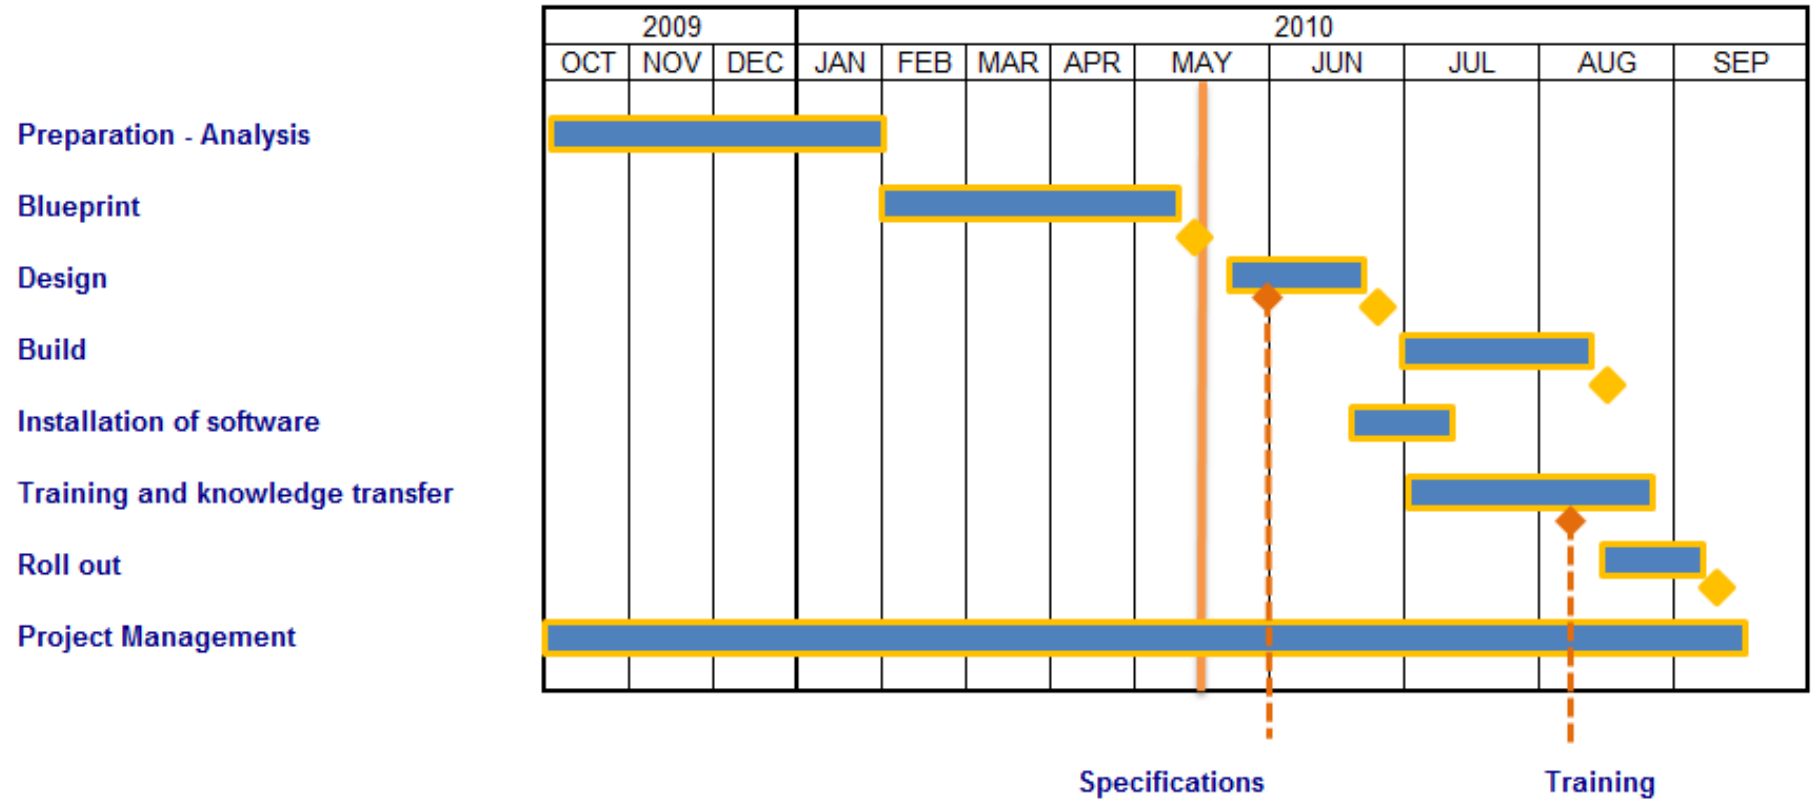 2009 2010
OCT NOV DEC JAN FEB MAR APR MAY JUN JUL AUG SEP
Preparation - Analysis
Blueprint
Design
Build
Installation of software
Training and knowledge transfer
Roll out
Project Management
Specifications Training